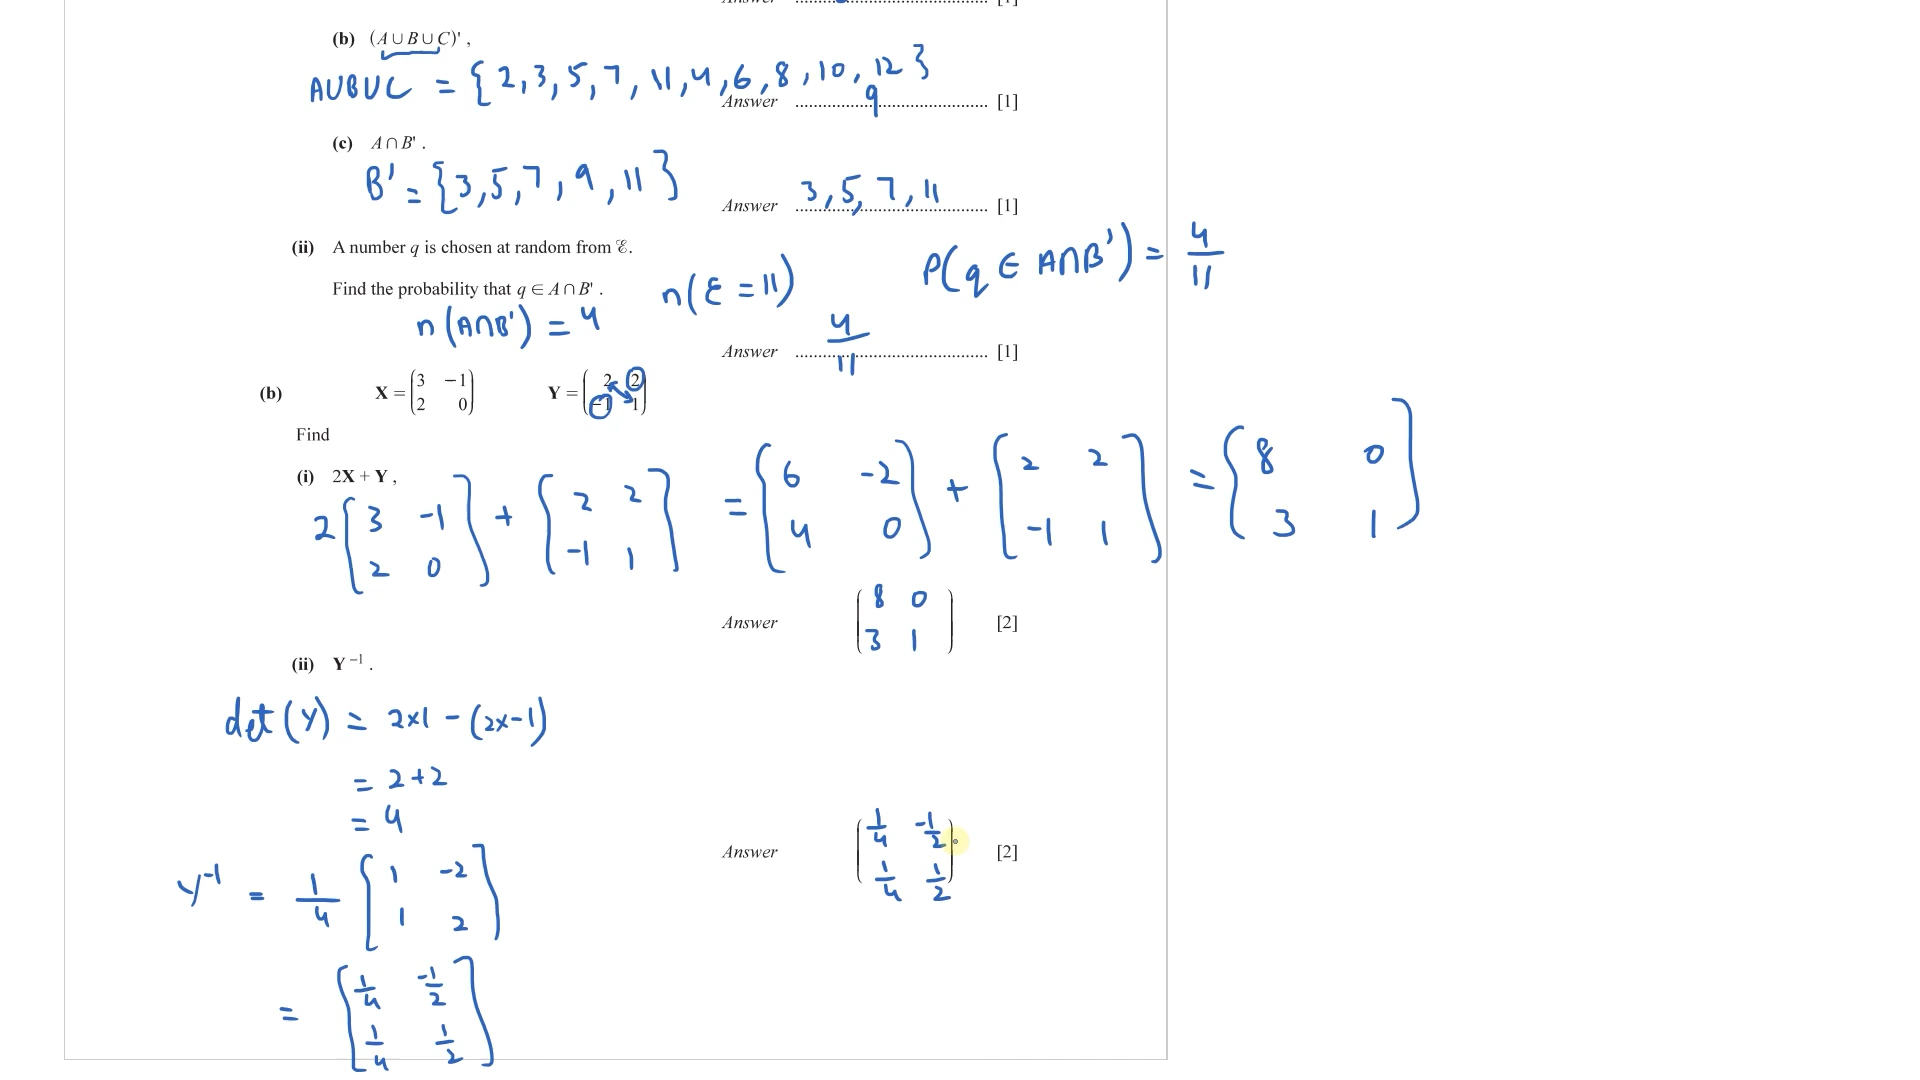 Answer ........ [1]
(b) (A ∪ B ∪ C)' ,
AUBUC = { 2,3,5,7,11,4,6,8,10,12 }
Answer ........ 9 ........ [1]
(c) A ∩ B' .
B' = {3,5,7,9,11}
Answer 3,5,7,11 [1]
(ii) A number q is chosen at random from ℰ.
Find the probability that q ∈ A ∩ B' .
n(ε = 11)
P(q ∈ A∩B') = 4/11
n(A∩B') = 4
Answer 4/11 [1]
(b) X = (3 −1; 2 0) Y = (2 2; −1 1)
Find
(i) 2X + Y ,
2[3 -1; 2 0] + [2 2; -1 1] = [6 -2; 4 0] + [2 2; -1 1] = [8 0; 3 1]
Answer (8 0; 3 1) [2]
(ii) Y⁻¹ .
det(Y) = 2x1 - (2x-1)
= 2+2
= 4
Answer (1/4 -1/2; 1/4 1/2) [2]
Y⁻¹ = 1/4 [1 -2; 1 2]
= [1/4 -1/2; 1/4 1/2]